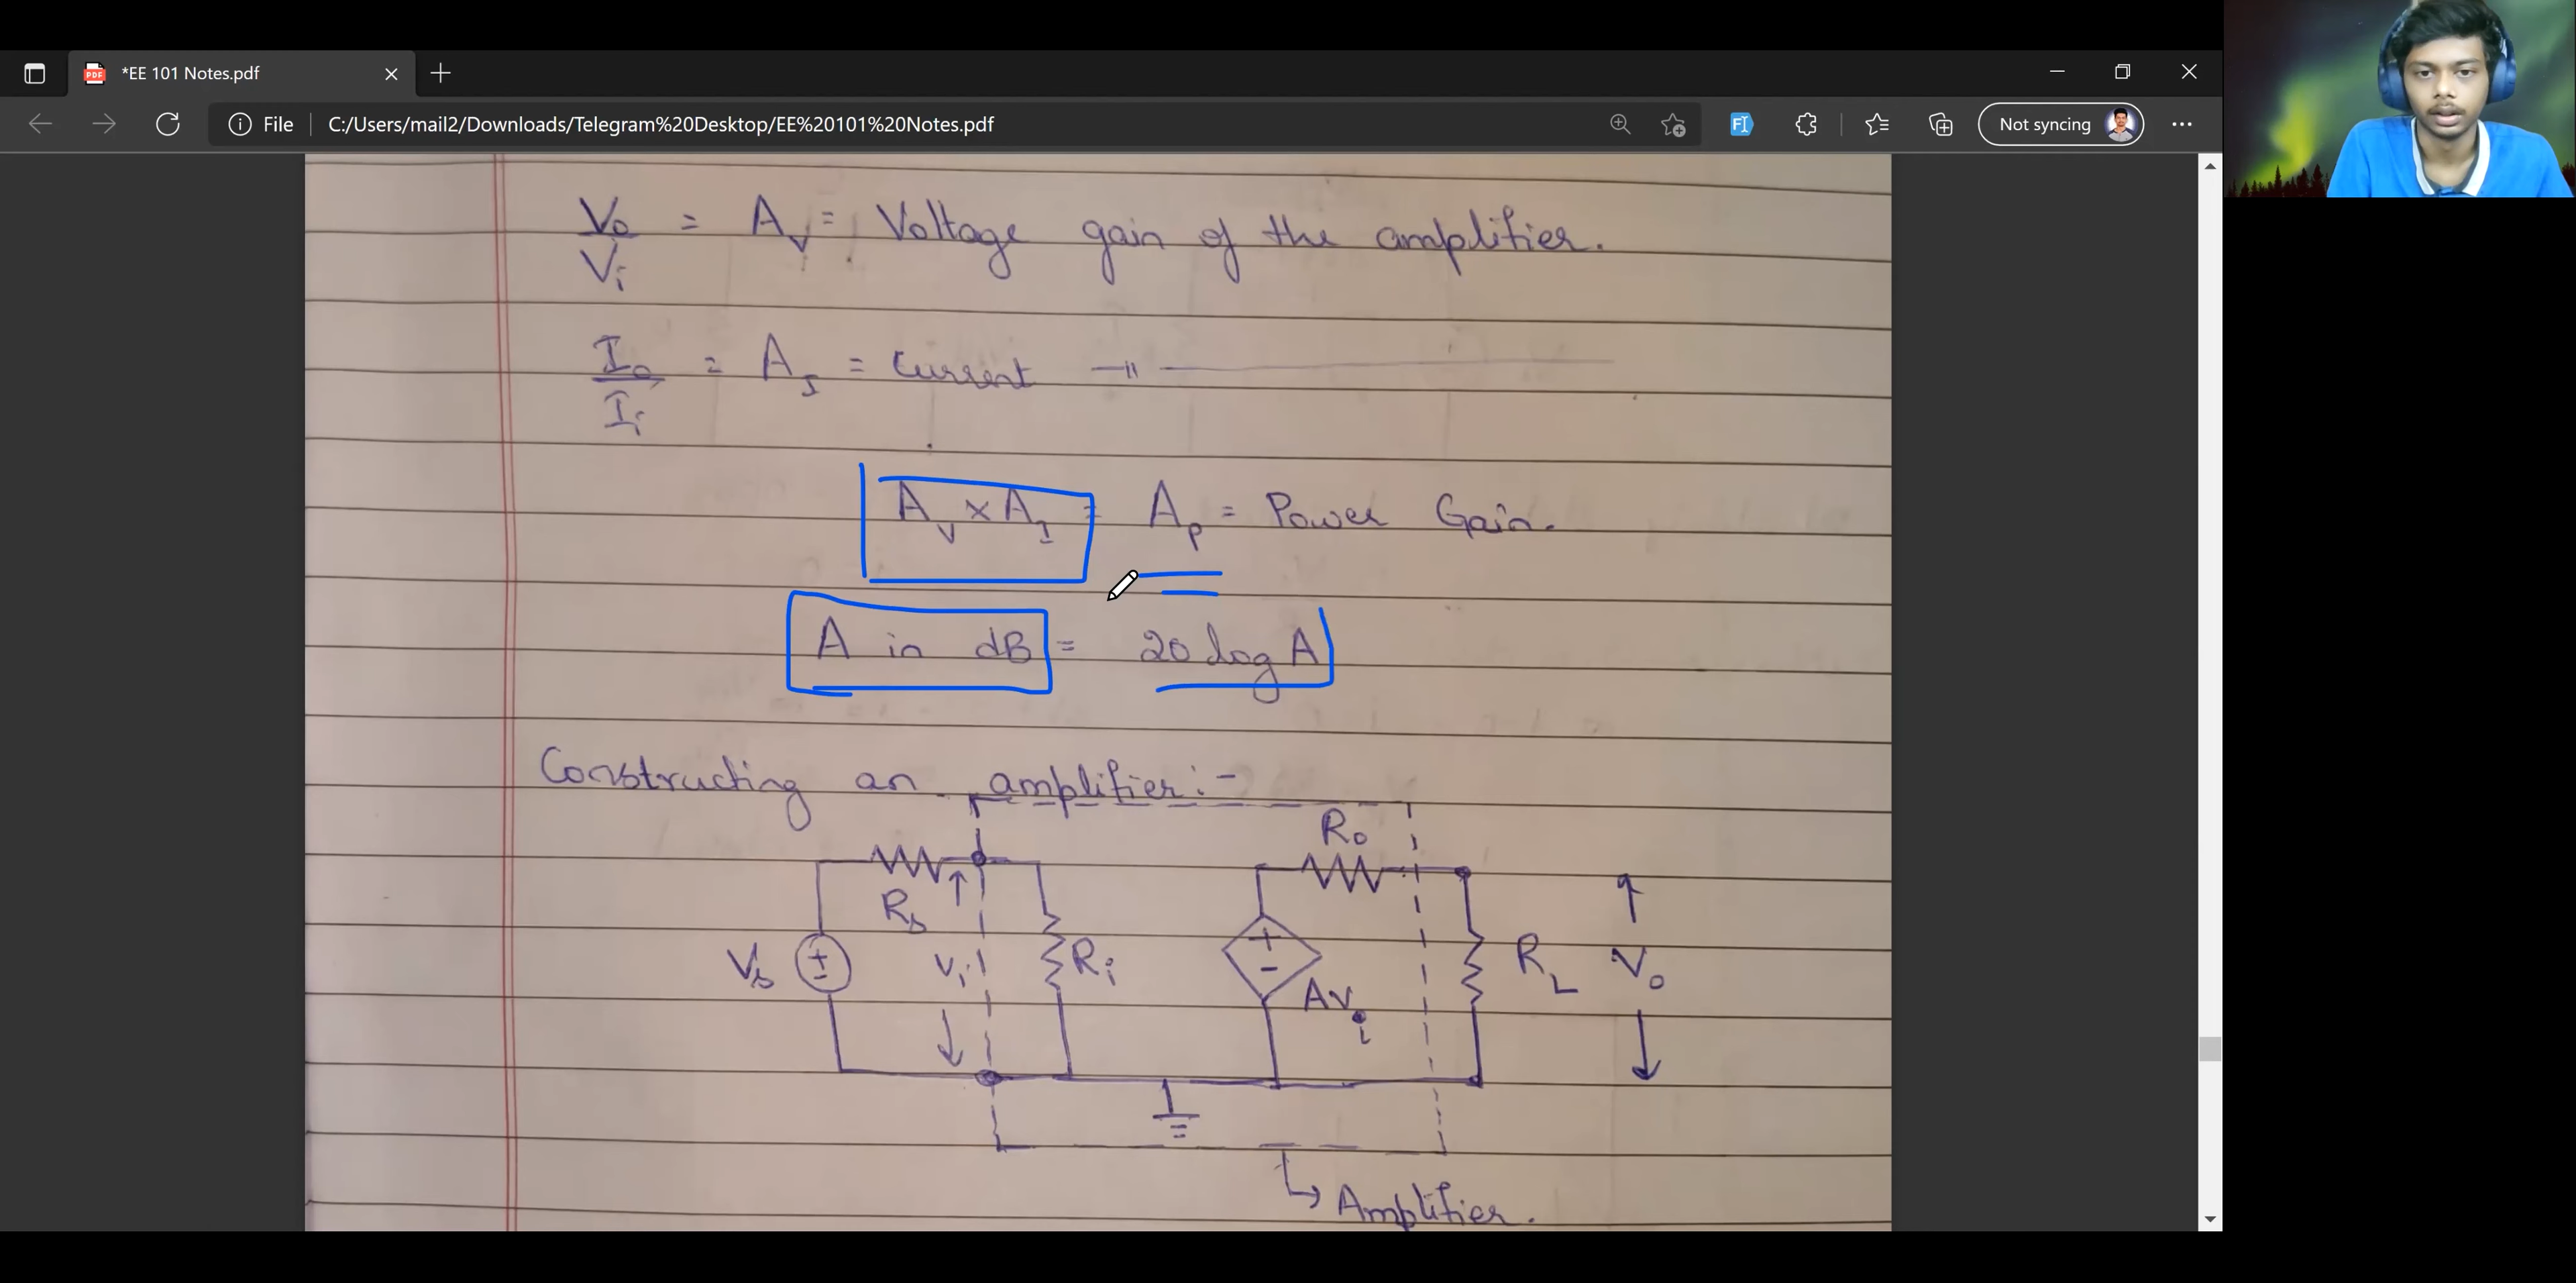 *EE 101 Notes.pdf
File C:/Users/mail2/Downloads/Telegram%20Desktop/EE%20101%20Notes.pdf Not syncing
Vo/Vi = Av = Voltage gain of the amplifier.
Io/Ii = AI = Current —"—
Av × AI = Ap = Power Gain.
A in dB = 20 log A
Constructing an amplifier:-
Ro
Rs
Vs + - Vi Ri + - RL Vo
AVi
Amplifier.